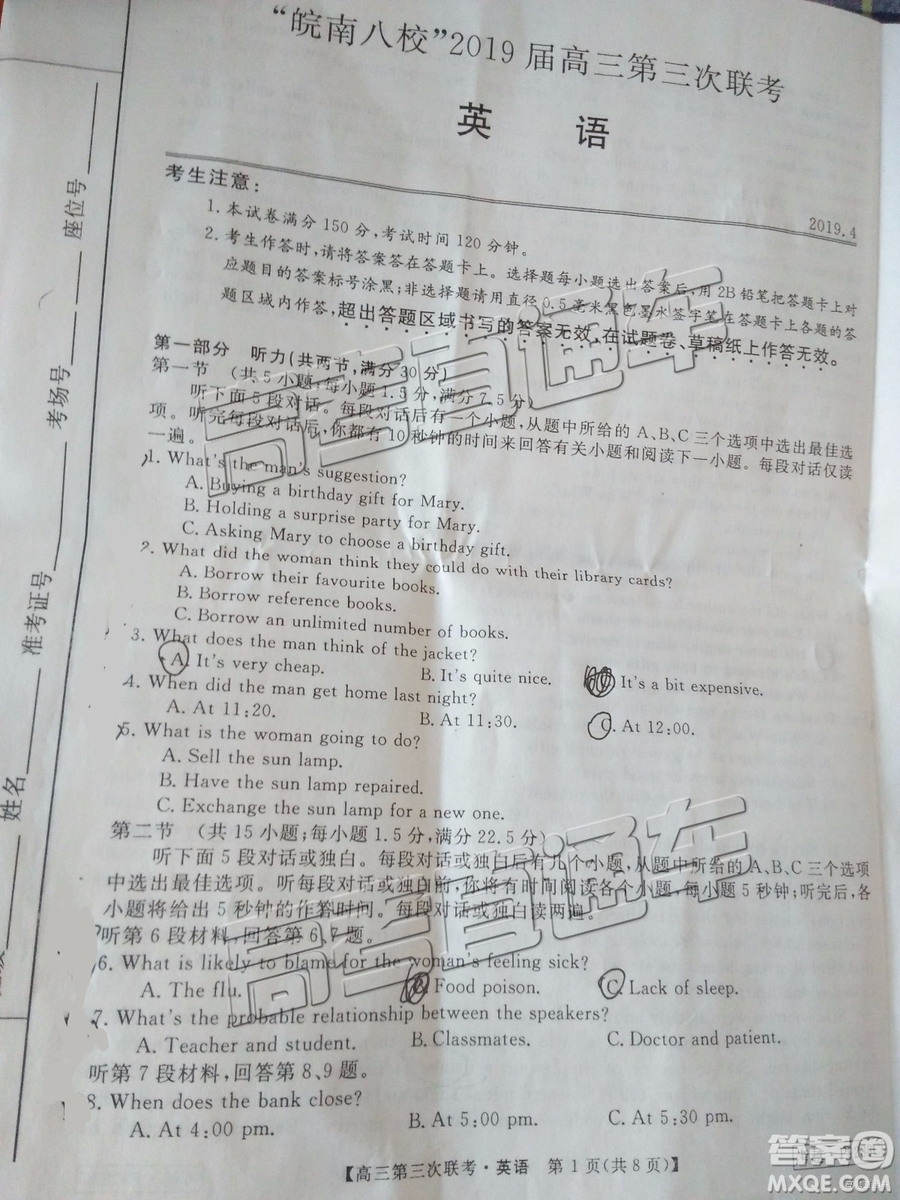 “皖南八校”2019届高三第三次联考
英 语
2019.4
考生注意：
1. 本试卷满分150分，考试时间120分钟。
2. 考生作答时，请将答案答在答题卡上。选择题每小题选出答案后，用2B铅笔把答题卡上对
应题目的答案标号涂黑；非选择题请用直径0.5毫米黑色墨水签字笔在答题卡上各题的答
题区域内作答，超出答题区域书写的答案无效，在试题卷、草稿纸上作答无效。
第一部分 听力(共两节，满分30分)
第一节 (共5小题；每小题1.5分，满分7.5分)
听下面5段对话。每段对话后有一个小题，从题中所给的A、B、C三个选项中选出最佳选
项。听完每段对话后，你都有10秒钟的时间来回答有关小题和阅读下一小题。每段对话仅读
一遍。
1. What's the man's suggestion?
A. Buying a birthday gift for Mary.
B. Holding a surprise party for Mary.
C. Asking Mary to choose a birthday gift.
2. What did the woman think they could do with their library cards?
A. Borrow their favourite books.
B. Borrow reference books.
C. Borrow an unlimited number of books.
3. What does the man think of the jacket?
A. It's very cheap. B. It's quite nice. It's a bit expensive.
4. When did the man get home last night?
A. At 11:20. B. At 11:30. C. At 12:00.
5. What is the woman going to do?
A. Sell the sun lamp.
B. Have the sun lamp repaired.
C. Exchange the sun lamp for a new one.
第二节 (共15小题；每小题1.5分，满分22.5分)
听下面5段对话或独白。每段对话或独白后有几个小题，从题中所给的A、B、C三个选项
中选出最佳选项。听每段对话或独白前，你将有时间阅读各个小题，每小题5秒钟；听完后，各
小题将给出5秒钟的作答时间。每段对话或独白读两遍。
听第6段材料，回答第6、7题。
6. What is likely to blame for the woman's feeling sick?
A. The flu. B. Food poison. C. Lack of sleep.
7. What's the probable relationship between the speakers?
A. Teacher and student. B. Classmates. C. Doctor and patient.
听第7段材料，回答第8、9题。
8. When does the bank close?
A. At 4:00 pm. B. At 5:00 pm. C. At 5:30 pm.
【高三第三次联考·英语 第1页(共8页)】
座位号
考场号
准考证号
姓名
高考直通车
高考直通车
答案圈
MXQE.COM